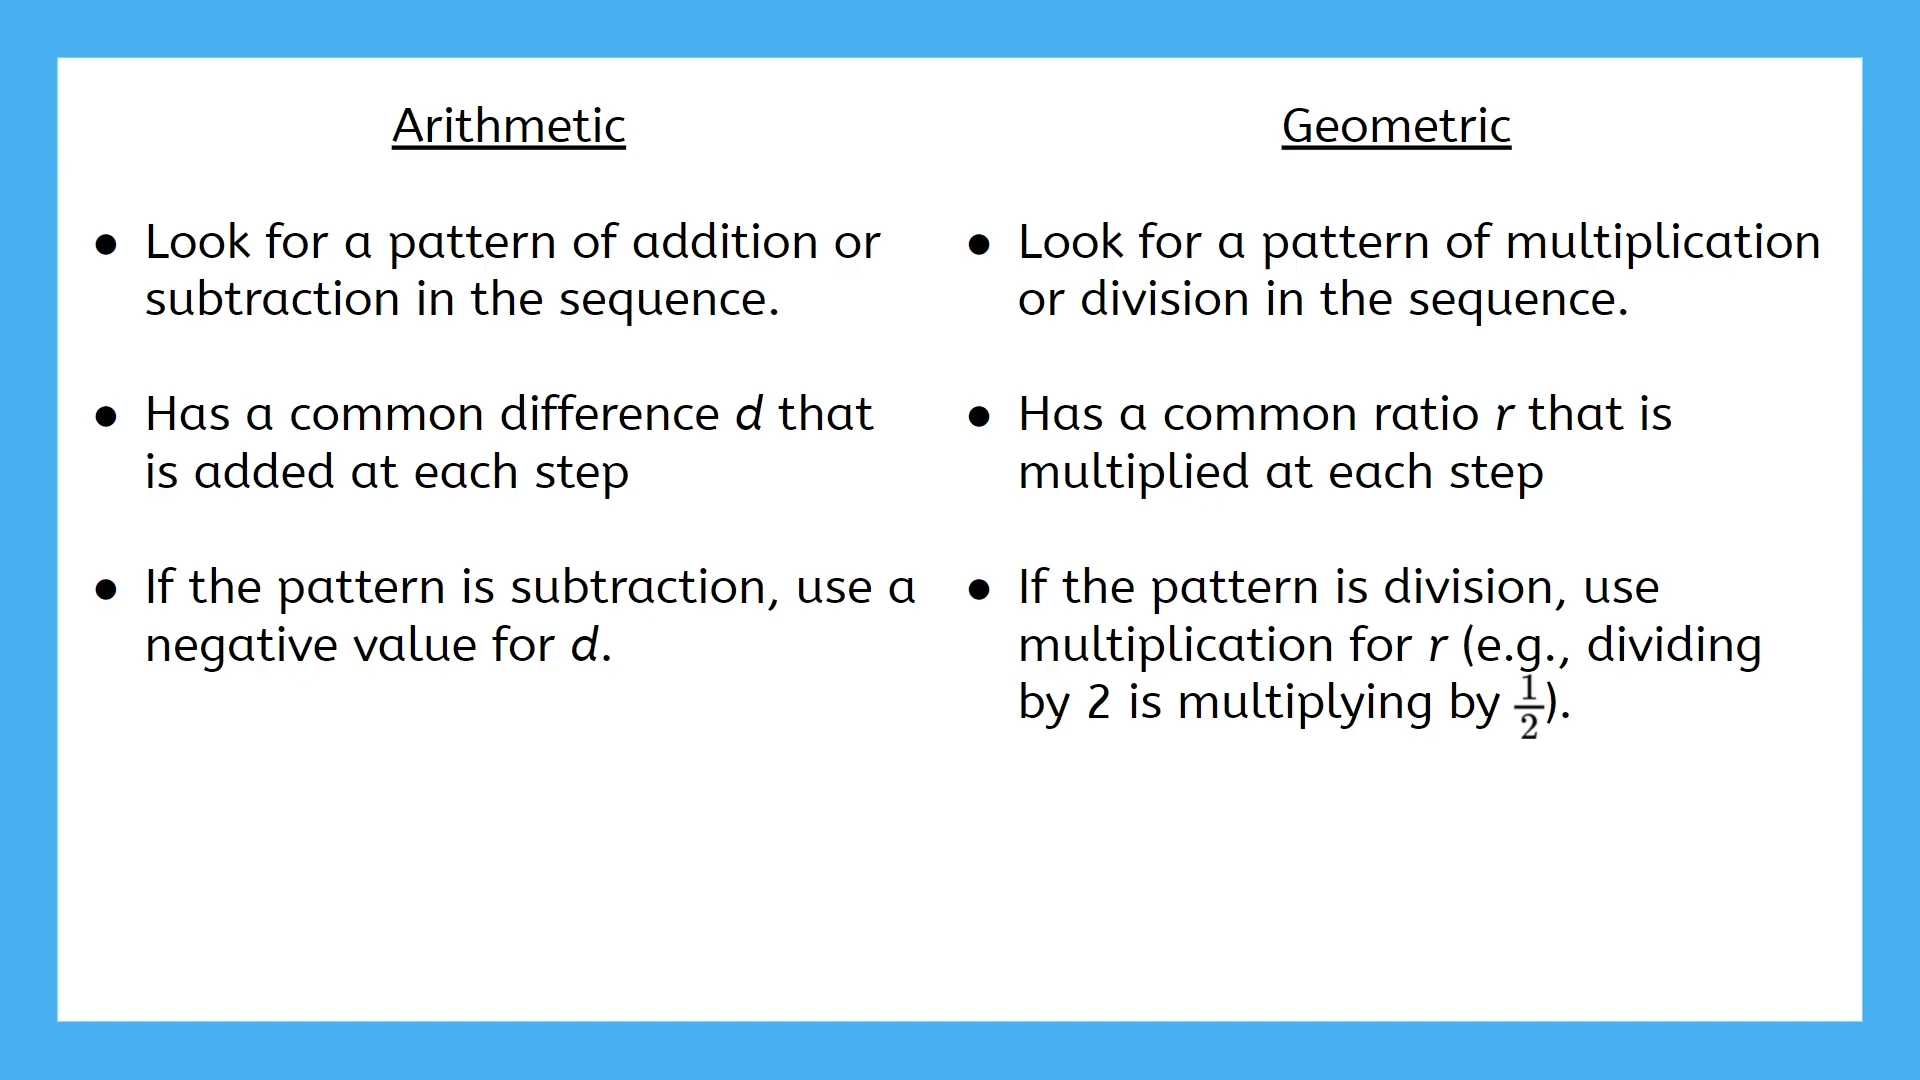 Arithmetic
● Look for a pattern of addition or
subtraction in the sequence.
● Has a common difference d that
is added at each step
● If the pattern is subtraction, use a
negative value for d.
Geometric
● Look for a pattern of multiplication
or division in the sequence.
● Has a common ratio r that is
multiplied at each step
● If the pattern is division, use
multiplication for r (e.g., dividing
by 2 is multiplying by 1/2).